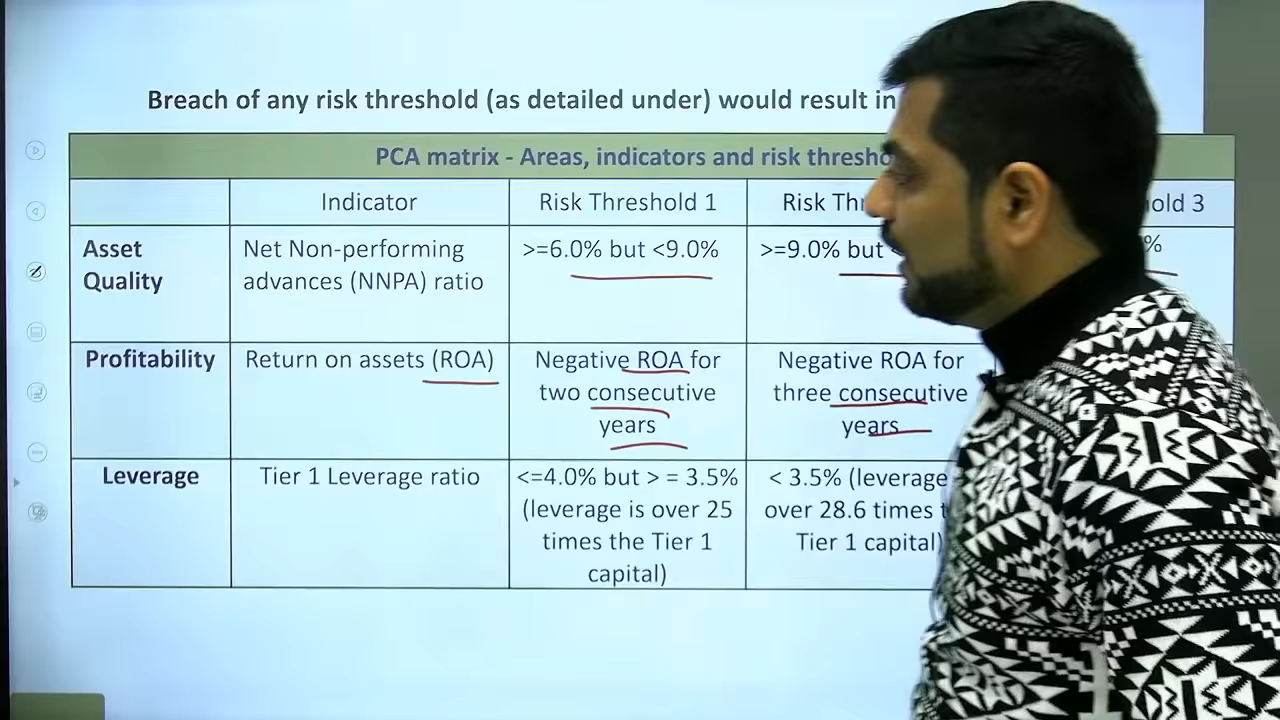 Breach of any risk threshold (as detailed under) would result in
PCA matrix - Areas, indicators and risk
Indicator
Risk Threshold 1
Risk
3
Asset
Quality
Net Non-performing
advances (NNPA) ratio
>=6.0% but <9.0%
>=9.0% but
%
Profitability
Return on assets (ROA)
Negative ROA for
two consecutive
years
Negative ROA for
three consecutive
years
Leverage
Tier 1 Leverage ratio
<=4.0% but > = 3.5%
(leverage is over 25
times the Tier 1
capital)
< 3.5% (leverage
over 28.6 times
Tier 1 capital)